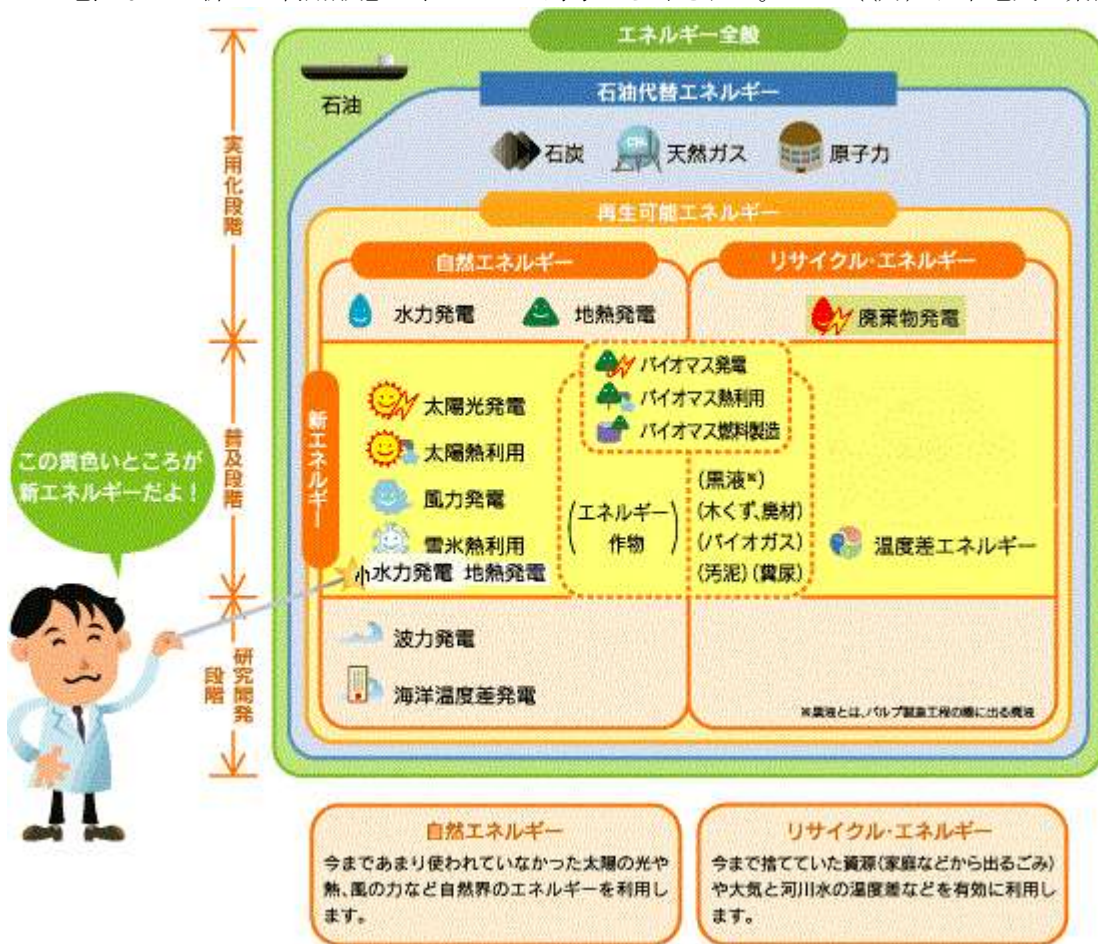 エネルギー全般
石油
石油代替エネルギー
石炭
天然ガス
原子力
再生可能エネルギー
自然エネルギー
リサイクル・エネルギー
水力発電
地熱発電
廃棄物発電
バイオマス発電
バイオマス熱利用
バイオマス燃料製造
太陽光発電
太陽熱利用
風力発電
雪氷熱利用
小水力発電 地熱発電
(エネルギー
作物)
(黒液※)
(木くず、廃材)
(バイオガス)
(汚泥)(糞尿)
温度差エネルギー
波力発電
海洋温度差発電
※黒液とは、パルプ製造工程の際に出る廃液
実用化段階
普及段階
研究開発
段階
新エネルギー
この黄色いところが
新エネルギーだよ!
自然エネルギー
今まであまり使われていなかった太陽の光や
熱、風の力など自然界のエネルギーを利用し
ます。
リサイクル・エネルギー
今まで捨てていた資源(家庭などから出るごみ)
や大気と河川水の温度差などを有効に利用し
ます。